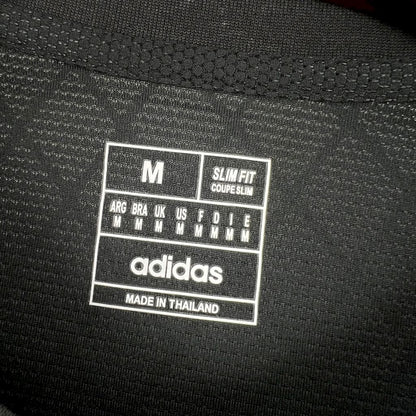 M
SLIM FIT
COUPE SLIM
ARG BRA UK US F D I E
M M M M M M M M
adidas
MADE IN THAILAND